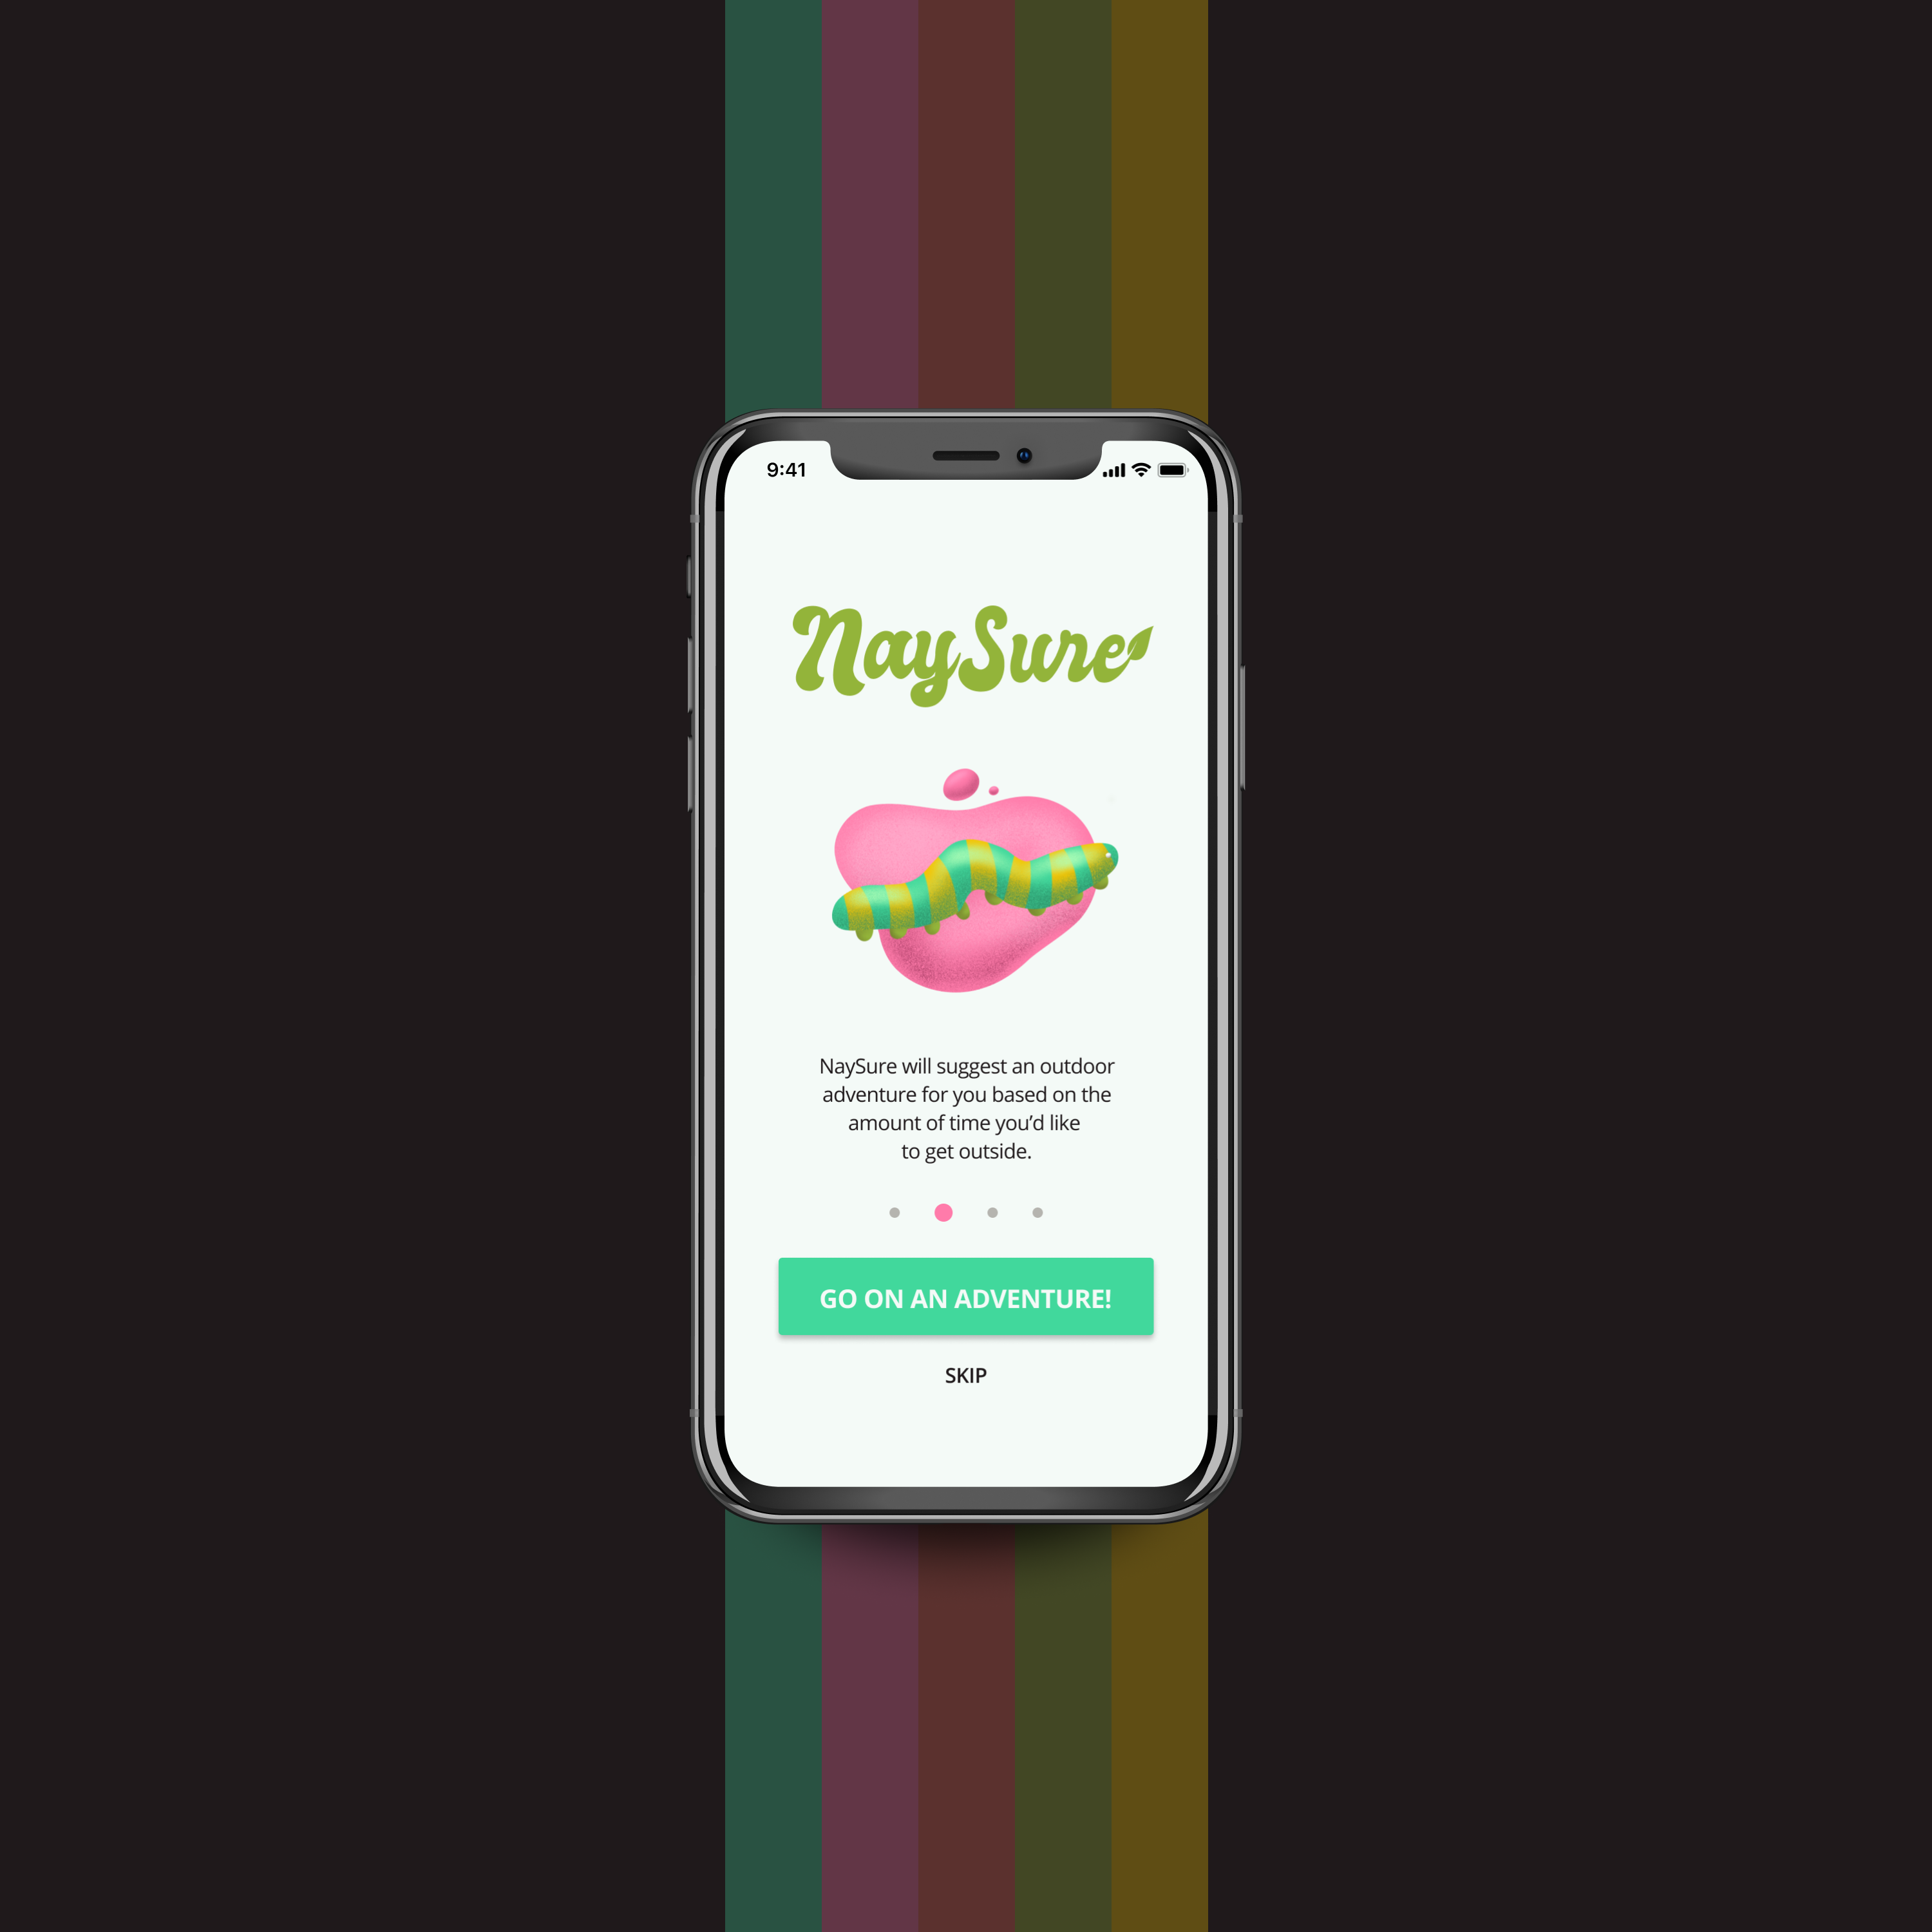 9:41
NaySure
NaySure will suggest an outdoor
adventure for you based on the
amount of time you’d like
to get outside.
GO ON AN ADVENTURE!
SKIP